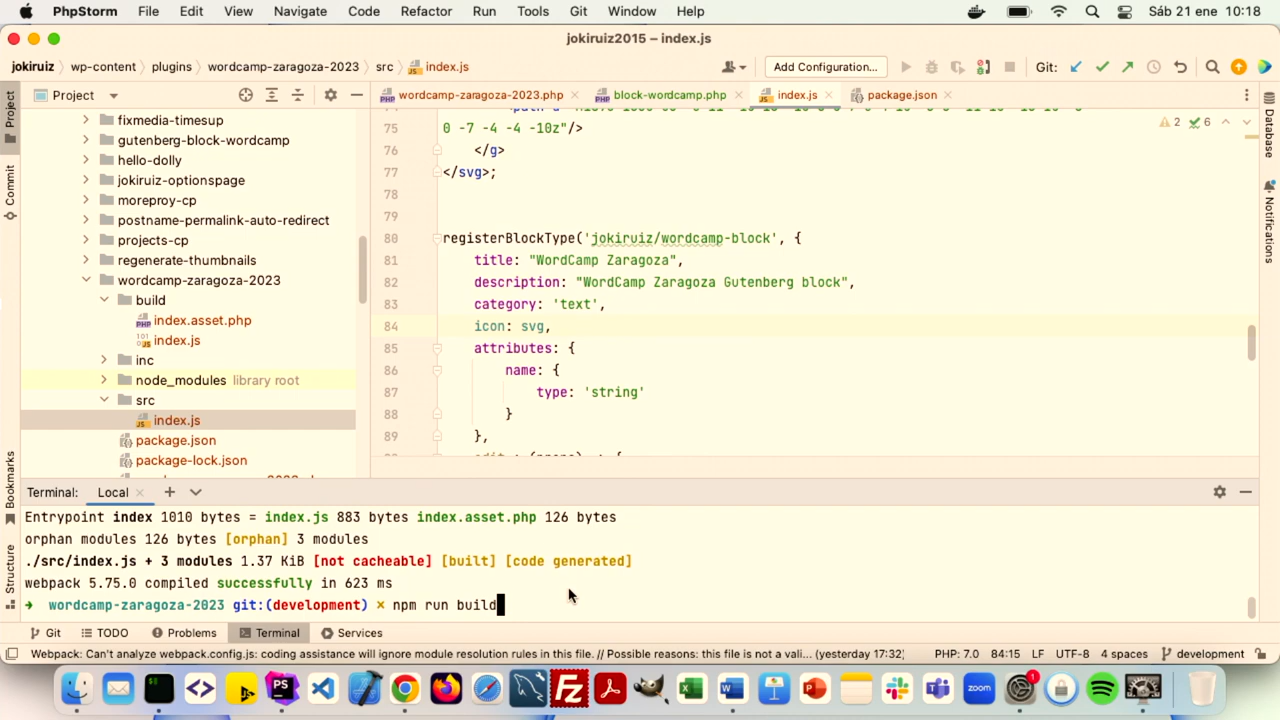 PhpStorm File Edit View Navigate Code Refactor Run Tools Git Window Help Sáb 21 ene 10:18
jokiruiz2015 – index.js
jokiruiz wp-content plugins wordcamp-zaragoza-2023 src index.js Add Configuration... Git:
Project wordcamp-zaragoza-2023.php block-wordcamp.php index.js package.json
fixmedia-timesup
75 0 -7 -4 -4 -10z"/> 2 6
gutenberg-block-wordcamp
76 </g>
hello-dolly
77 </svg>;
jokiruiz-optionspage
78
moreproy-cp
79
postname-permalink-auto-redirect
80 registerBlockType('jokiruiz/wordcamp-block', {
projects-cp
81 title: "WordCamp Zaragoza",
regenerate-thumbnails
82 description: "WordCamp Zaragoza Gutenberg block",
wordcamp-zaragoza-2023
83 category: 'text',
build
84 icon: svg,
index.asset.php
85 attributes: {
index.js
86 name: {
inc
87 type: 'string'
node_modules library root
88 }
src
89 },
index.js
package.json
package-lock.json
Project
Commit
Bookmarks
Structure
Database
Notifications
Terminal: Local
Entrypoint index 1010 bytes = index.js 883 bytes index.asset.php 126 bytes
orphan modules 126 bytes [orphan] 3 modules
./src/index.js + 3 modules 1.37 KiB [not cacheable] [built] [code generated]
webpack 5.75.0 compiled successfully in 623 ms
➜ wordcamp-zaragoza-2023 git:(development) × npm run build
Git TODO Problems Terminal Services
Webpack: Can't analyze webpack.config.js: coding assistance will ignore module resolution rules in this file. // Possible reasons: this file is not a vali... (yesterday 17:32) PHP: 7.0 84:15 LF UTF-8 4 spaces development
PS Fz zoom 1